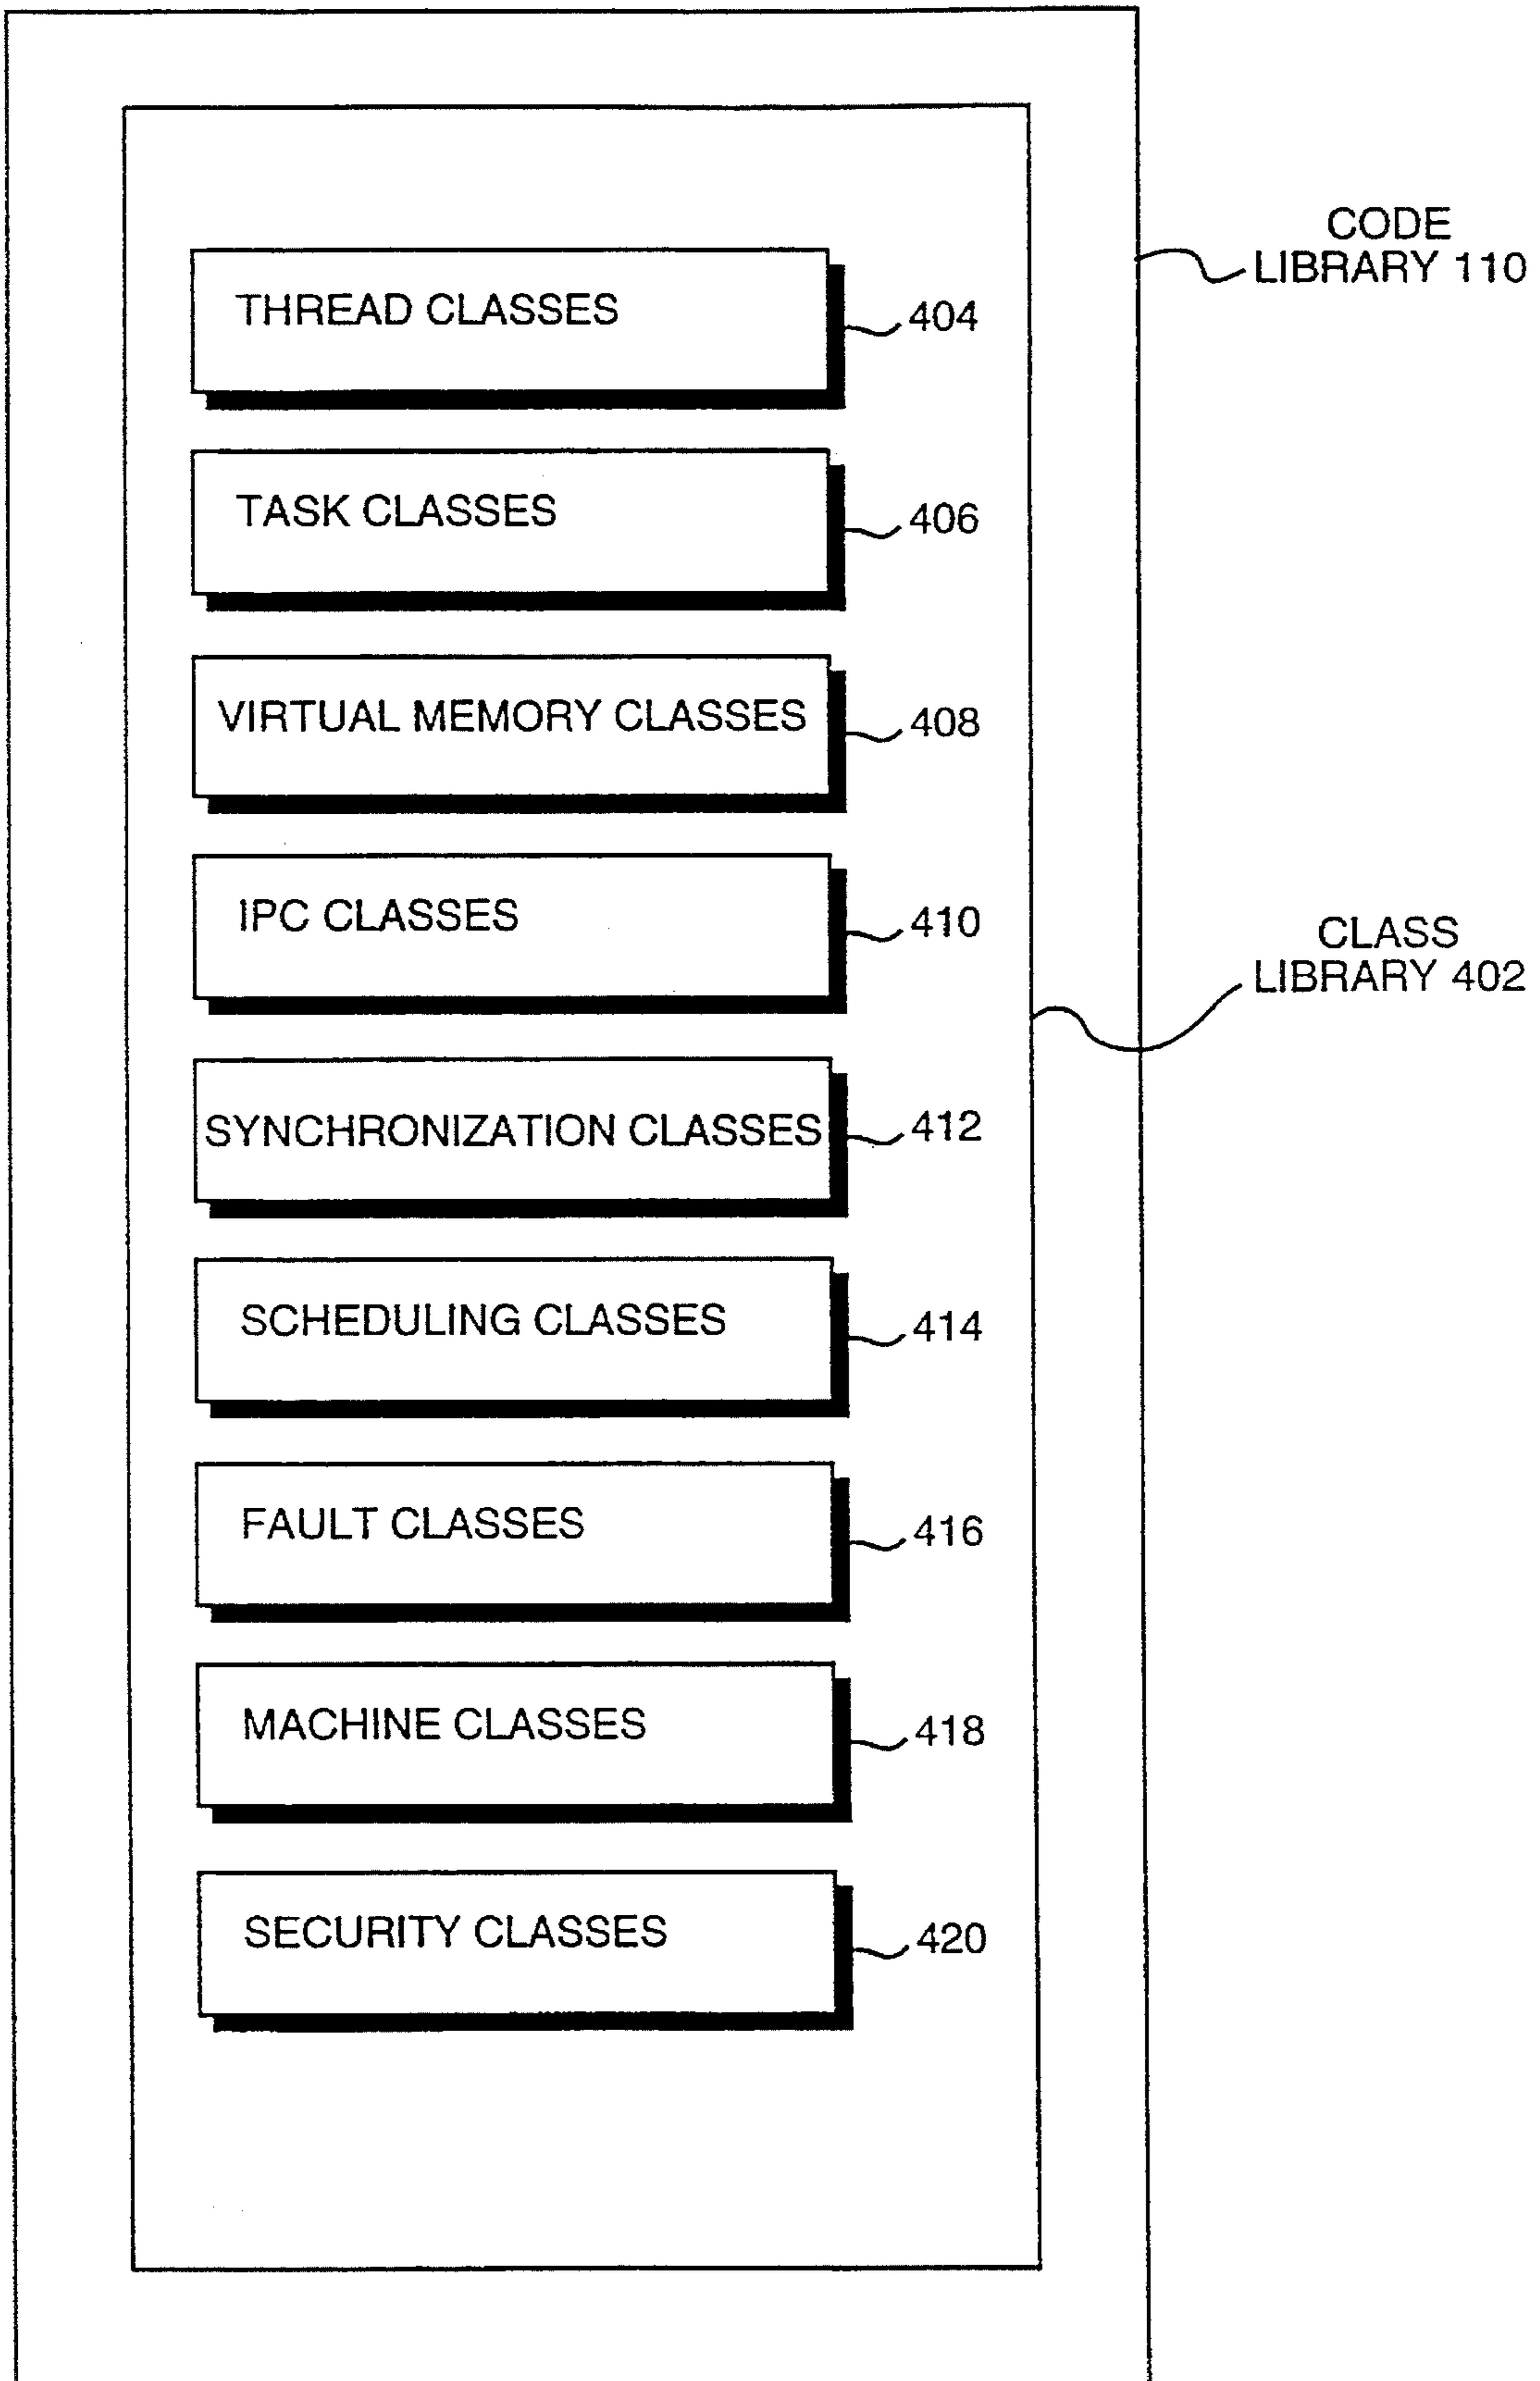 CODE
LIBRARY 110
THREAD CLASSES
404
TASK CLASSES
406
VIRTUAL MEMORY CLASSES
408
IPC CLASSES
410
CLASS
LIBRARY 402
SYNCHRONIZATION CLASSES
412
SCHEDULING CLASSES
414
FAULT CLASSES
416
MACHINE CLASSES
418
SECURITY CLASSES
420